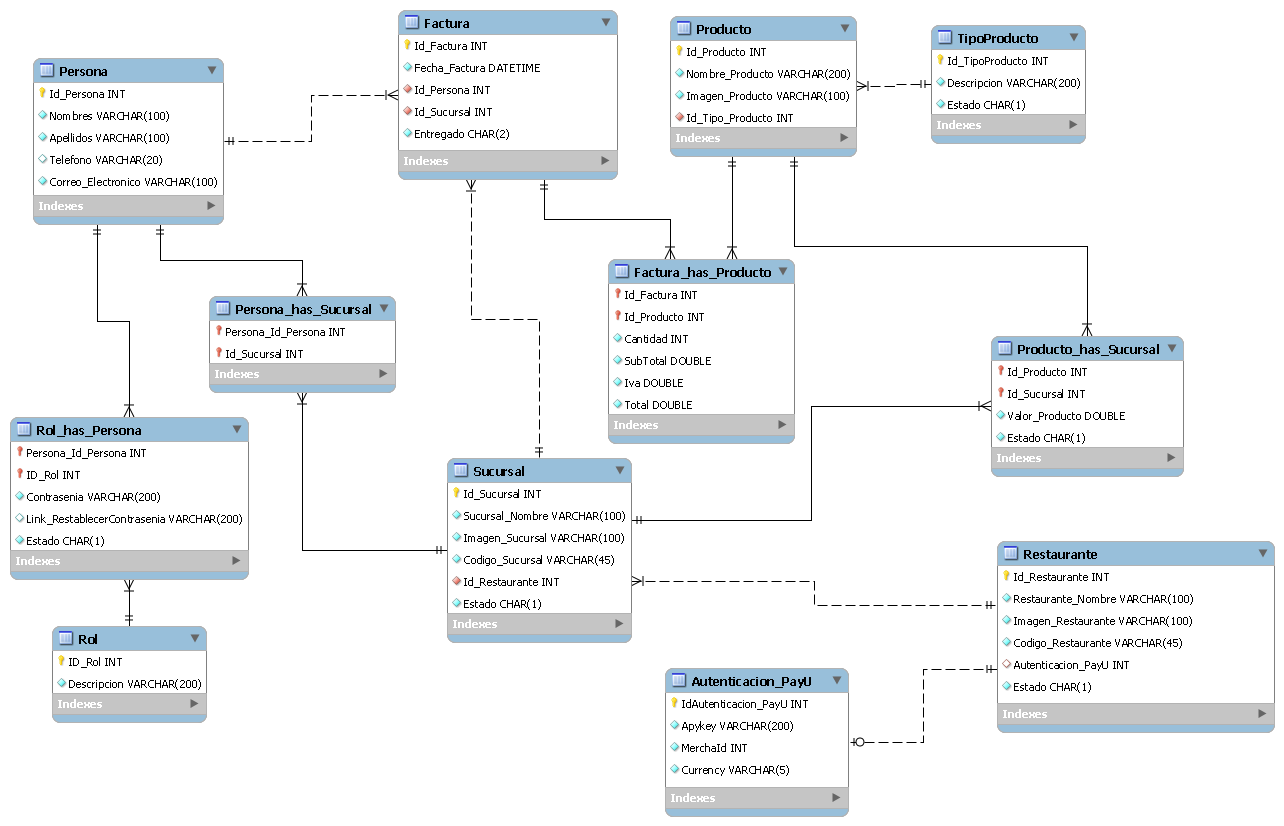 Persona
Id_Persona INT
Nombres VARCHAR(100)
Apellidos VARCHAR(100)
Telefono VARCHAR(20)
Correo_Electronico VARCHAR(100)
Indexes
Factura
Id_Factura INT
Fecha_Factura DATETIME
Id_Persona INT
Id_Sucursal INT
Entregado CHAR(2)
Indexes
Producto
Id_Producto INT
Nombre_Producto VARCHAR(200)
Imagen_Producto VARCHAR(100)
Id_Tipo_Producto INT
Indexes
TipoProducto
Id_TipoProducto INT
Descripcion VARCHAR(200)
Estado CHAR(1)
Indexes
Persona_has_Sucursal
Persona_Id_Persona INT
Id_Sucursal INT
Indexes
Factura_has_Producto
Id_Factura INT
Id_Producto INT
Cantidad INT
SubTotal DOUBLE
Iva DOUBLE
Total DOUBLE
Indexes
Producto_has_Sucursal
Id_Producto INT
Id_Sucursal INT
Valor_Producto DOUBLE
Estado CHAR(1)
Indexes
Rol_has_Persona
Persona_Id_Persona INT
ID_Rol INT
Contrasenia VARCHAR(200)
Link_RestablecerContrasenia VARCHAR(200)
Estado CHAR(1)
Indexes
Sucursal
Id_Sucursal INT
Sucursal_Nombre VARCHAR(100)
Imagen_Sucursal VARCHAR(100)
Codigo_Sucursal VARCHAR(45)
Id_Restaurante INT
Estado CHAR(1)
Indexes
Restaurante
Id_Restaurante INT
Restaurante_Nombre VARCHAR(100)
Imagen_Restaurante VARCHAR(100)
Codigo_Restaurante VARCHAR(45)
Autenticacion_PayU INT
Estado CHAR(1)
Indexes
Rol
ID_Rol INT
Descripcion VARCHAR(200)
Indexes
Autenticacion_PayU
IdAutenticacion_PayU INT
Apykey VARCHAR(200)
MerchaId INT
Currency VARCHAR(5)
Indexes